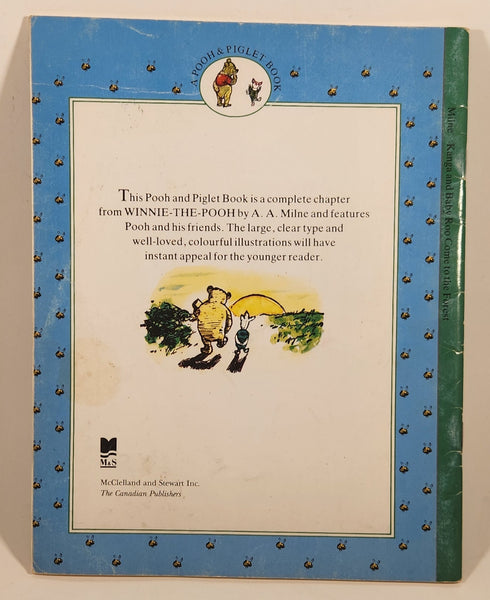 A POOH & PIGLET BOOK
This Pooh and Piglet Book is a complete chapter
from WINNIE-THE-POOH by A. A. Milne and features
Pooh and his friends. The large, clear type and
well-loved, colourful illustrations will have
instant appeal for the younger reader.
M&S
McClelland and Stewart Inc.
The Canadian Publishers
Milne Kanga and Baby Roo Come to the Forest